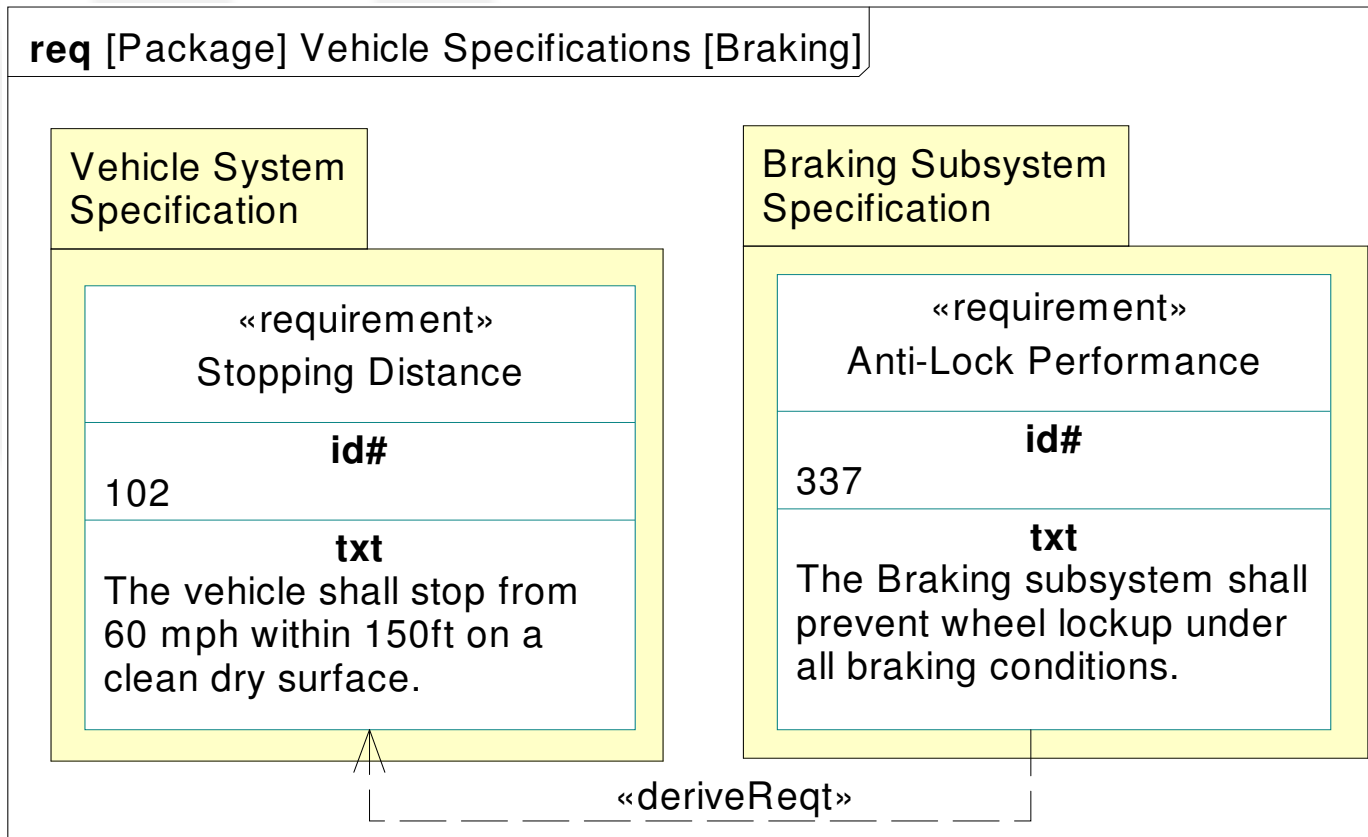 req [Package] Vehicle Specifications [Braking]
Vehicle System
Specification
«requirement»
Stopping Distance
id#
102
txt
The vehicle shall stop from
60 mph within 150ft on a
clean dry surface.
Braking Subsystem
Specification
«requirement»
Anti-Lock Performance
id#
337
txt
The Braking subsystem shall
prevent wheel lockup under
all braking conditions.
«deriveReqt»